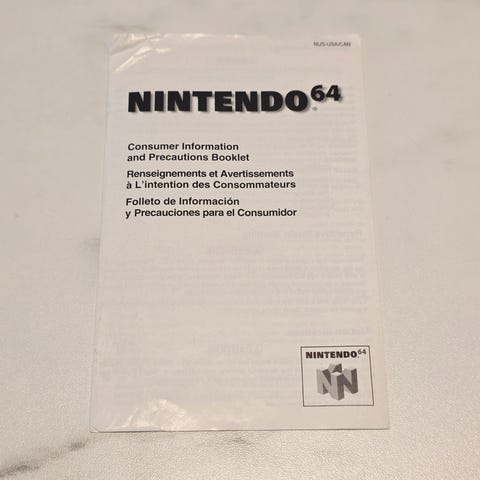 NUS-USA/CAN
NINTENDO64®
Consumer Information
and Precautions Booklet
Renseignements et Avertissements
à L'intention des Consommateurs
Folleto de Información
y Precauciones para el Consumidor
NINTENDO64